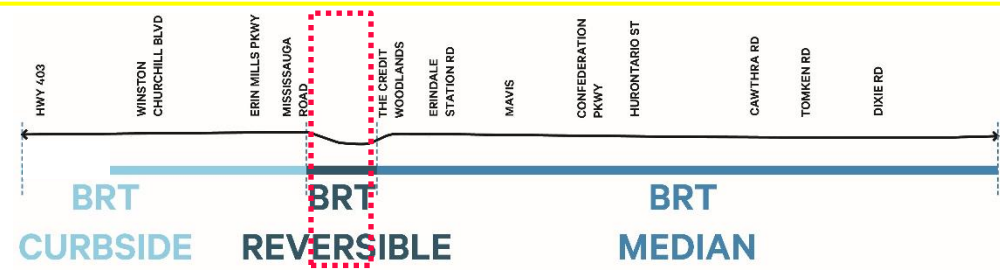 HWY 403
WINSTON
CHURCHILL BLVD
ERIN MILLS PKWY
MISSISSAUGA
ROAD
THE CREDIT
WOODLANDS
ERINDALE
STATION RD
MAVIS
CONFEDERATION
PKWY
HURONTARIO ST
CAWTHRA RD
TOMKEN RD
DIXIE RD
BRT
CURBSIDE
BRT
REVERSIBLE
BRT
MEDIAN